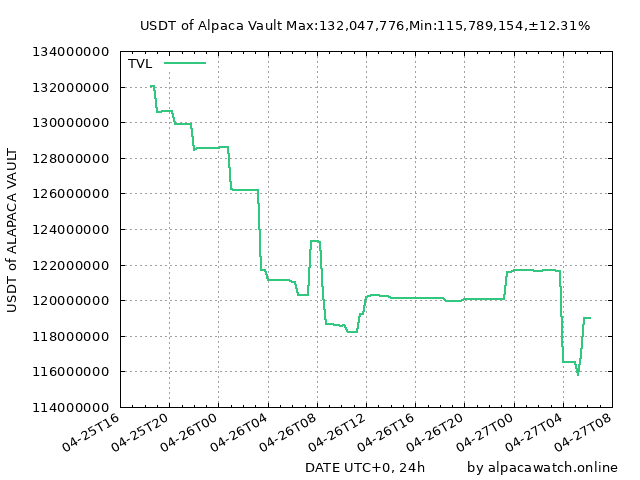 USDT of Alpaca Vault Max:132,047,776,Min:115,789,154,±12.31%
TVL
134000000
132000000
130000000
128000000
126000000
124000000
122000000
120000000
118000000
116000000
114000000
USDT of ALAPACA VAULT
04-25T16
04-25T20
04-26T00
04-26T04
04-26T08
04-26T12
04-26T16
04-26T20
04-27T00
04-27T04
04-27T08
DATE UTC+0, 24h by alpacawatch.online